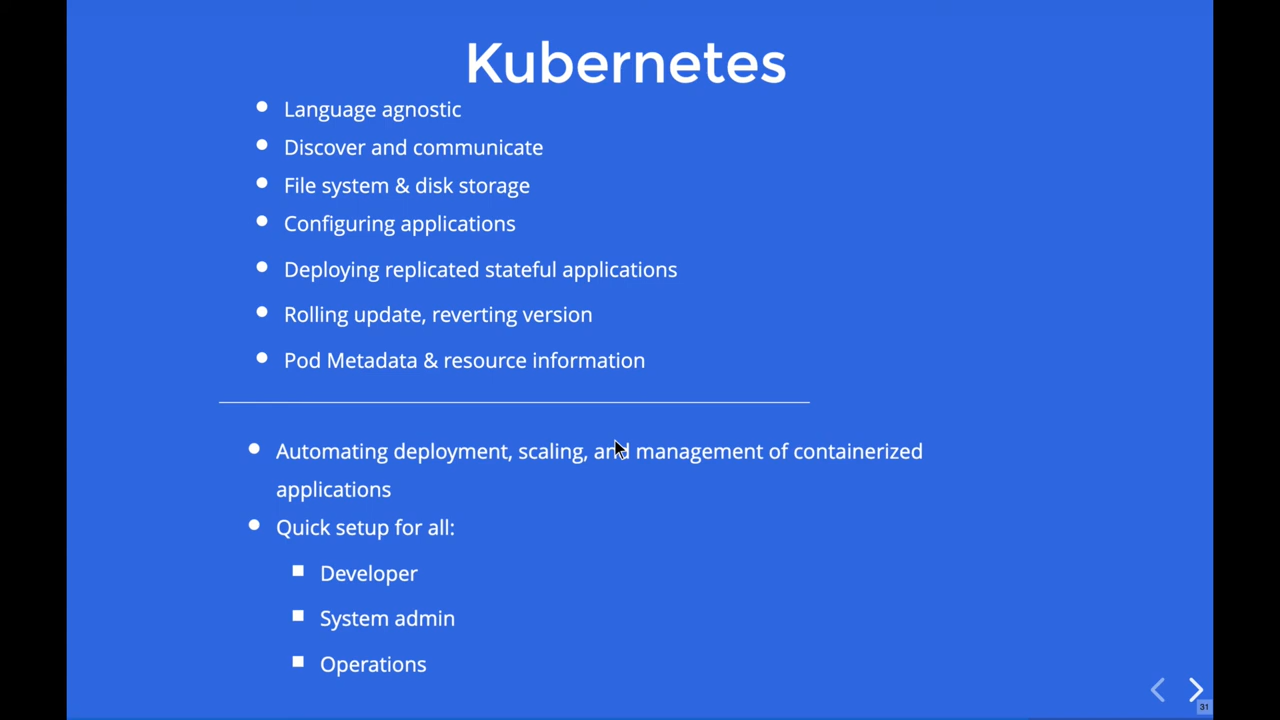 Kubernetes
Language agnostic
Discover and communicate
File system & disk storage
Configuring applications
Deploying replicated stateful applications
Rolling update, reverting version
Pod Metadata & resource information
Automating deployment, scaling, and management of containerized
applications
Quick setup for all:
Developer
System admin
Operations
31